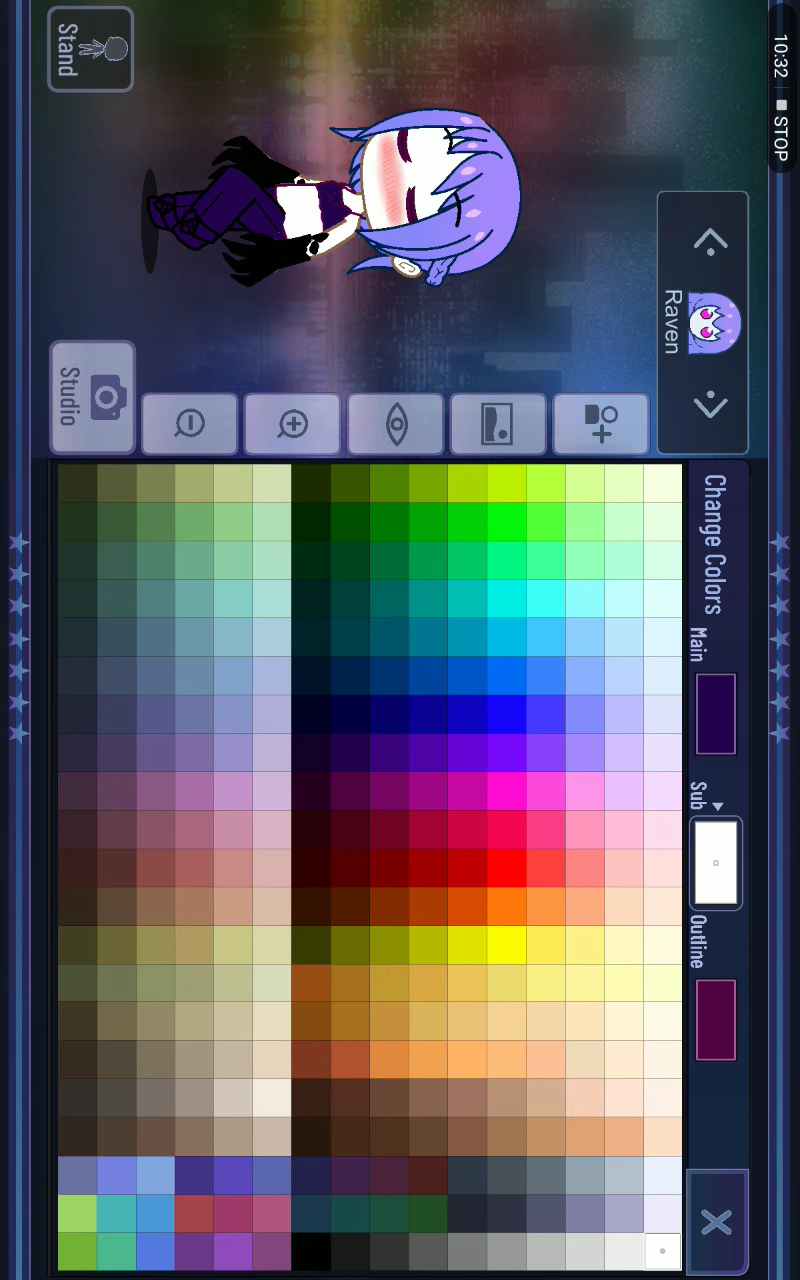 10:32 STOP
Raven
Stand
Studio
Change Colors
Main
Sub
Outline